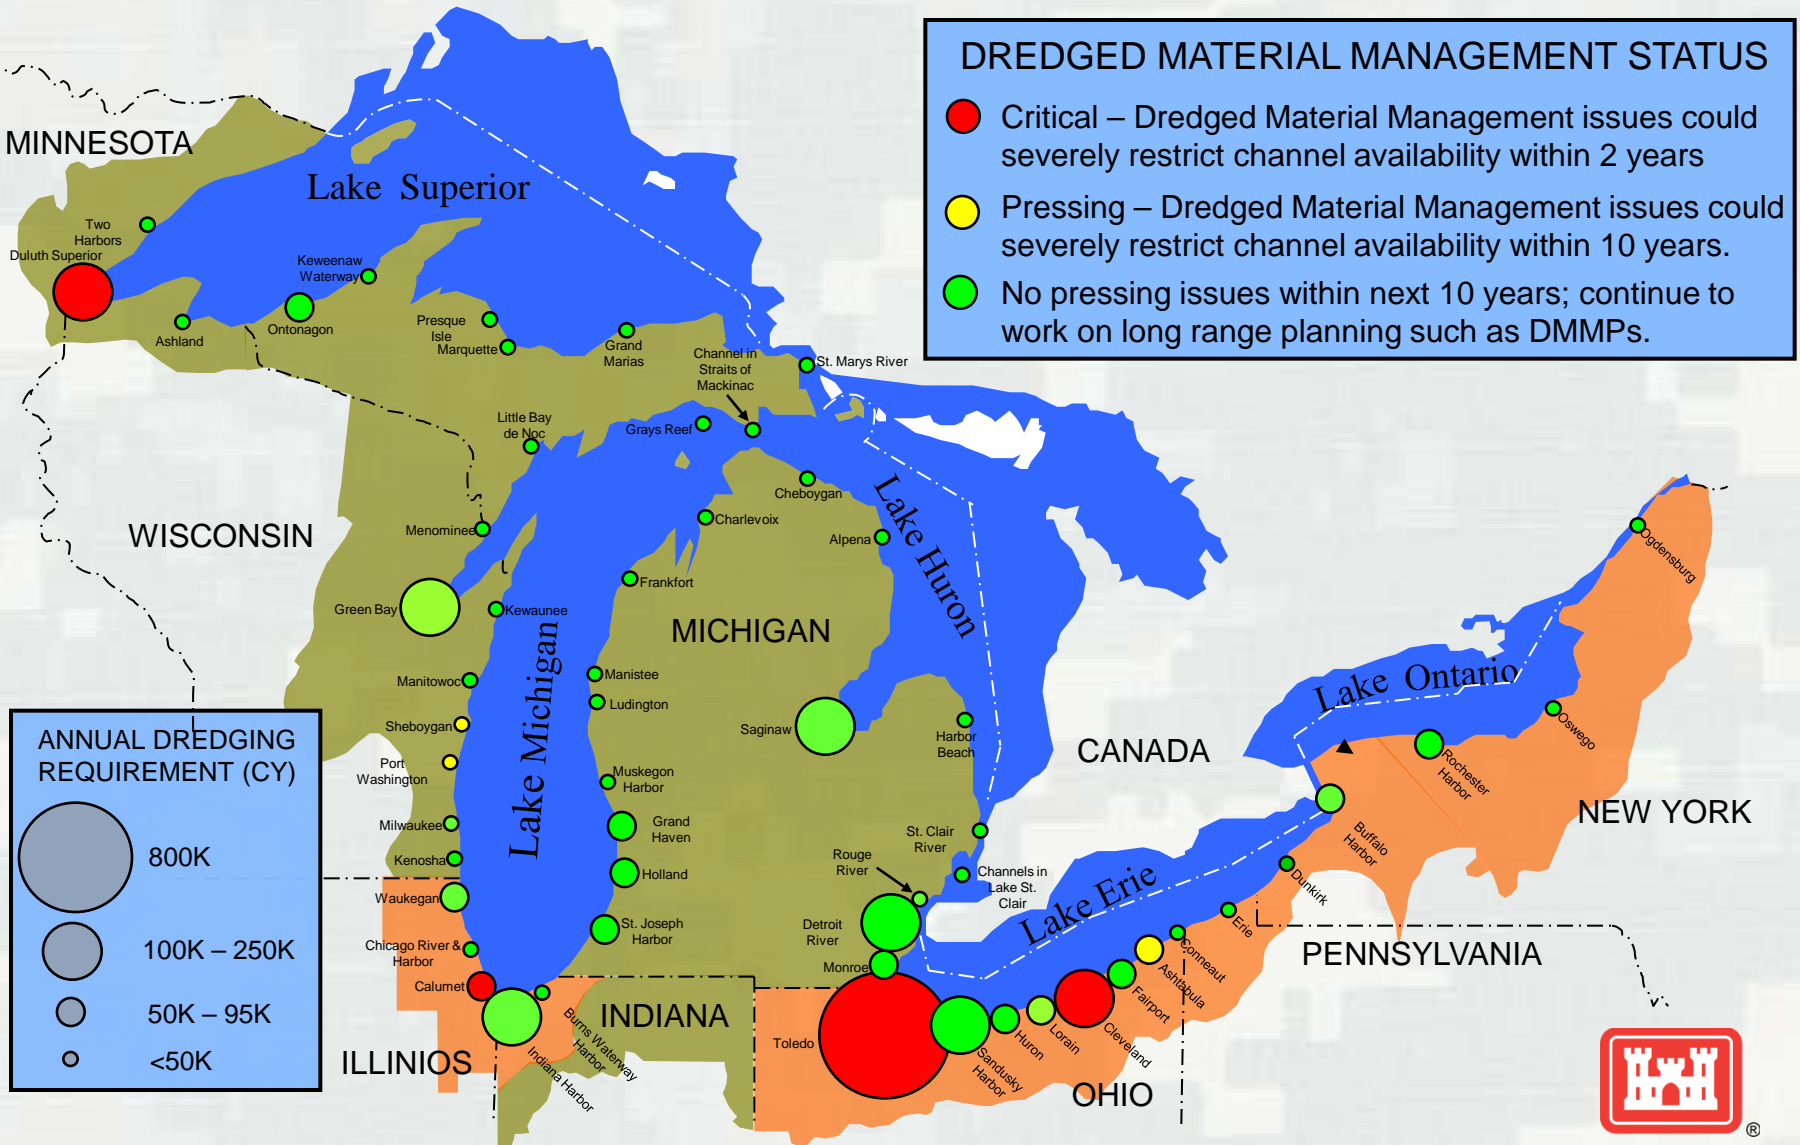 DREDGED MATERIAL MANAGEMENT STATUS
Critical – Dredged Material Management issues could
severely restrict channel availability within 2 years
Pressing – Dredged Material Management issues could
severely restrict channel availability within 10 years.
No pressing issues within next 10 years; continue to
work on long range planning such as DMMPs.
MINNESOTA
Lake Superior
Two
Harbors
Duluth Superior
Keweenaw
Waterway
Ashland
Ontonagon
Presque
Isle
Marquette
Grand
Marias
Channel in
Straits of
Mackinac
St. Marys River
Little Bay
de Noc
Grays Reef
Cheboygan
Charlevoix
Alpena
Lake Huron
WISCONSIN
Menominee
Frankfort
Green Bay
Kewaunee
MICHIGAN
Lake Michigan
Manitowoc
Manistee
Ludington
Sheboygan
Saginaw
Harbor
Beach
CANADA
Port
Washington
Muskegon
Harbor
Milwaukee
Grand
Haven
Kenosha
Holland
Waukegan
St. Clair
River
Rouge
River
Channels in
Lake St.
Clair
Chicago River &
Harbor
St. Joseph
Harbor
Detroit
River
Monroe
Calumet
Burns Waterway
Harbor
Indiana Harbor
INDIANA
ILLINIOS
Toledo
Sandusky
Harbor
Huron
Lorain
Cleveland
Fairport
Ashtabula
Conneaut
Erie
Dunkirk
Lake Erie
OHIO
PENNSYLVANIA
Buffalo
Harbor
Rochester
Harbor
Oswego
Ogdensburg
Lake Ontario
NEW YORK
ANNUAL DREDGING
REQUIREMENT (CY)
800K
100K – 250K
50K – 95K
<50K
®